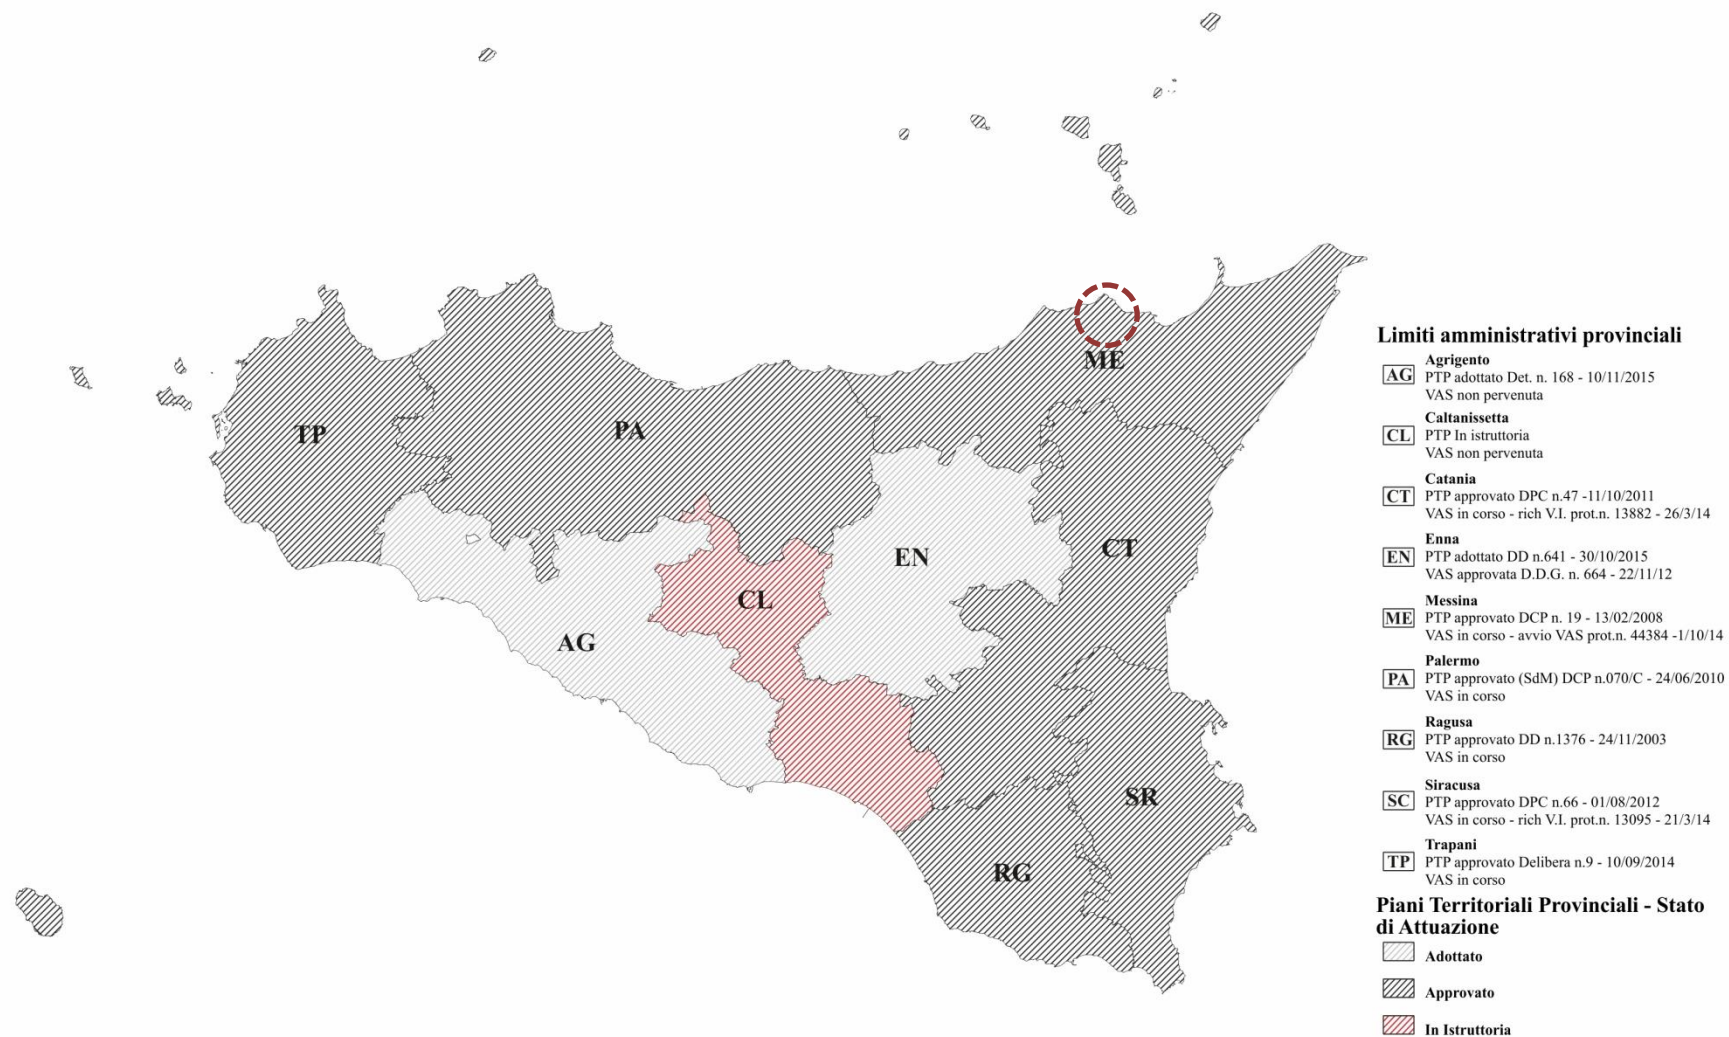 ME
TP
PA
CT
EN
CL
AG
SR
RG
Limiti amministrativi provinciali
Agrigento
AG PTP adottato Det. n. 168 - 10/11/2015
VAS non pervenuta
Caltanissetta
CL PTP In istruttoria
VAS non pervenuta
Catania
CT PTP approvato DPC n.47 -11/10/2011
VAS in corso - rich V.I. prot.n. 13882 - 26/3/14
Enna
EN PTP adottato DD n.641 - 30/10/2015
VAS approvata D.D.G. n. 664 - 22/11/12
Messina
ME PTP approvato DCP n. 19 - 13/02/2008
VAS in corso - avvio VAS prot.n. 44384 -1/10/14
Palermo
PA PTP approvato (SdM) DCP n.070/C - 24/06/2010
VAS in corso
Ragusa
RG PTP approvato DD n.1376 - 24/11/2003
VAS in corso
Siracusa
SC PTP approvato DPC n.66 - 01/08/2012
VAS in corso - rich V.I. prot.n. 13095 - 21/3/14
Trapani
TP PTP approvato Delibera n.9 - 10/09/2014
VAS in corso
Piani Territoriali Provinciali - Stato
di Attuazione
Adottato
Approvato
In Istruttoria